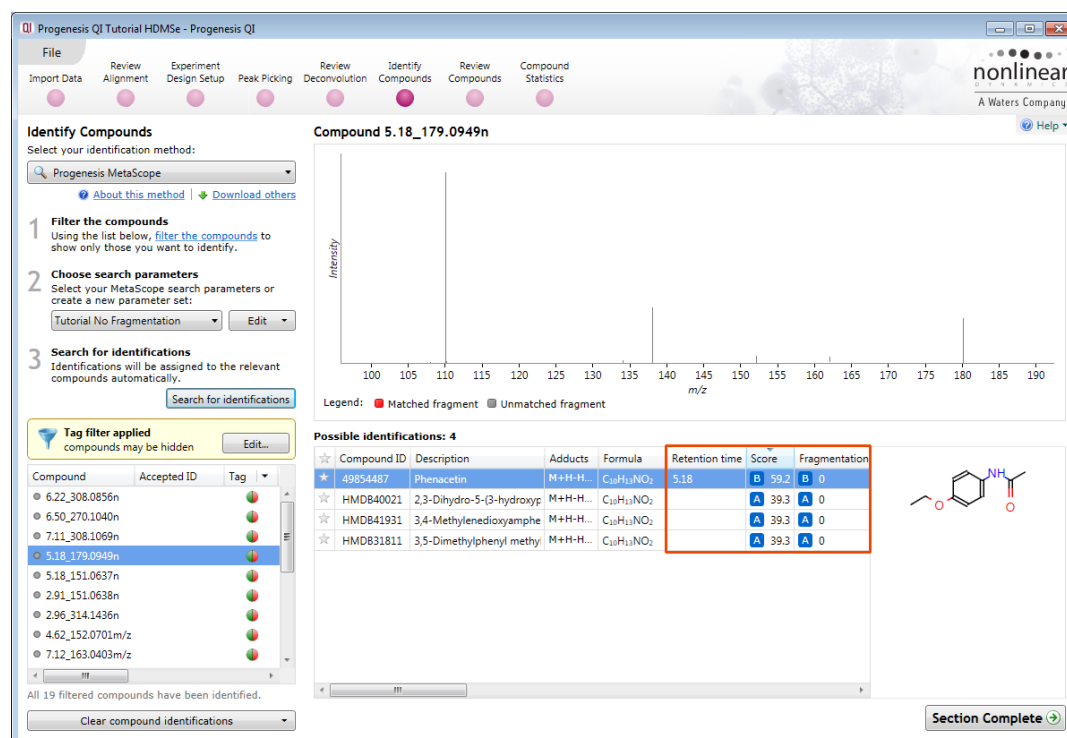 QI Progenesis QI Tutorial HDMSe - Progenesis QI
File
Import Data
Review Alignment
Experiment Design Setup
Peak Picking
Review Deconvolution
Identify Compounds
Review Compounds
Compound Statistics
nonlinear
DYNAMICS
A Waters Company
Help
Identify Compounds
Select your identification method:
Progenesis MetaScope
About this method | Download others
1 Filter the compounds
Using the list below, filter the compounds to
show only those you want to identify.
2 Choose search parameters
Select your MetaScope search parameters or
create a new parameter set:
Tutorial No Fragmentation Edit
3 Search for identifications
Identifications will be assigned to the relevant
compounds automatically.
Search for identifications
Tag filter applied
compounds may be hidden
Edit...
Compound Accepted ID Tag
6.22_308.0856n
6.50_270.1040n
7.11_308.1069n
5.18_179.0949n
5.18_151.0637n
2.91_151.0638n
2.96_314.1436n
4.62_152.0701m/z
7.12_163.0403m/z
All 19 filtered compounds have been identified.
Clear compound identifications
Compound 5.18_179.0949n
Intensity
100 105 110 115 120 125 130 135 140 145 150 155 160 165 170 175 180 185 190
m/z
Legend: Matched fragment Unmatched fragment
Possible identifications: 4
Compound ID Description Adducts Formula Retention time Score Fragmentation
49854487 Phenacetin M+H-H... C₁₀H₁₃NO₂ 5.18 B 59.2 B 0
HMDB40021 2,3-Dihydro-5-(3-hydroxyp M+H-H... C₁₀H₁₃NO₂ A 39.3 A 0
HMDB41931 3,4-Methylenedioxyamphe M+H-H... C₁₀H₁₃NO₂ A 39.3 A 0
HMDB31811 3,5-Dimethylphenyl methyl M+H-H... C₁₀H₁₃NO₂ A 39.3 A 0
NH
O
O
Section Complete